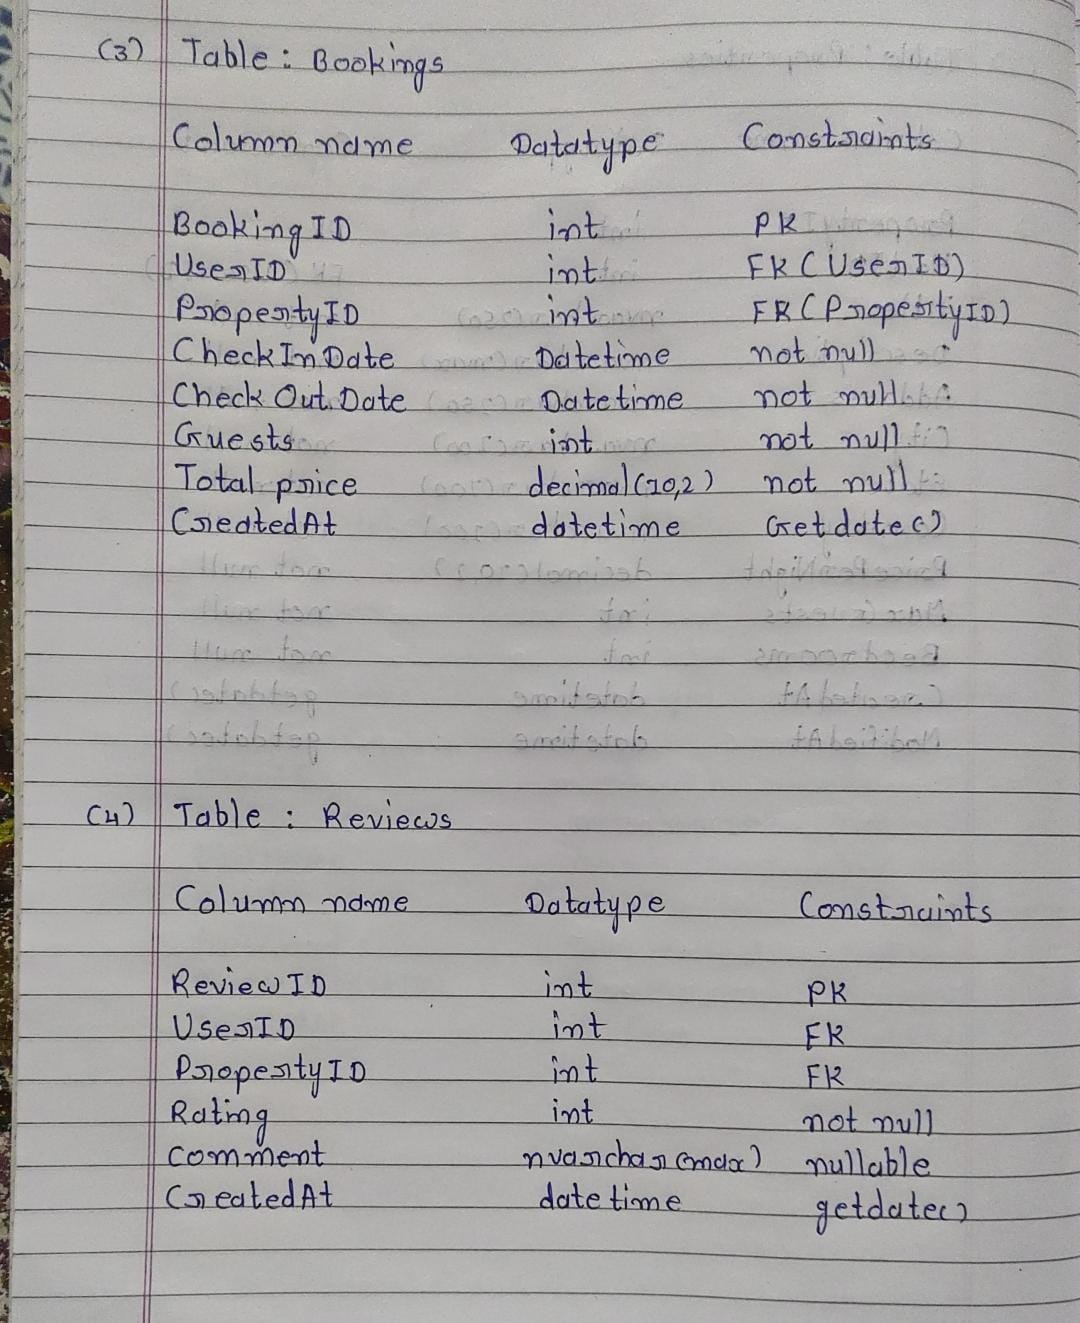 (3) Table : Bookings
Column name Datatype Constraints
BookingID int PK
UserID int FK (UserID)
PropertyID int FK (PropertyID)
CheckInDate Datetime not null
Check Out Date Datetime not null
Guests int not null
Total price decimal(10,2) not null
CreatedAt datetime Getdate()
(4) Table : Reviews
Column name Datatype Constraints
ReviewID int PK
UserID int FK
PropertyID int FK
Rating int not null
comment nvarchar(max) nullable
CreatedAt datetime getdate()